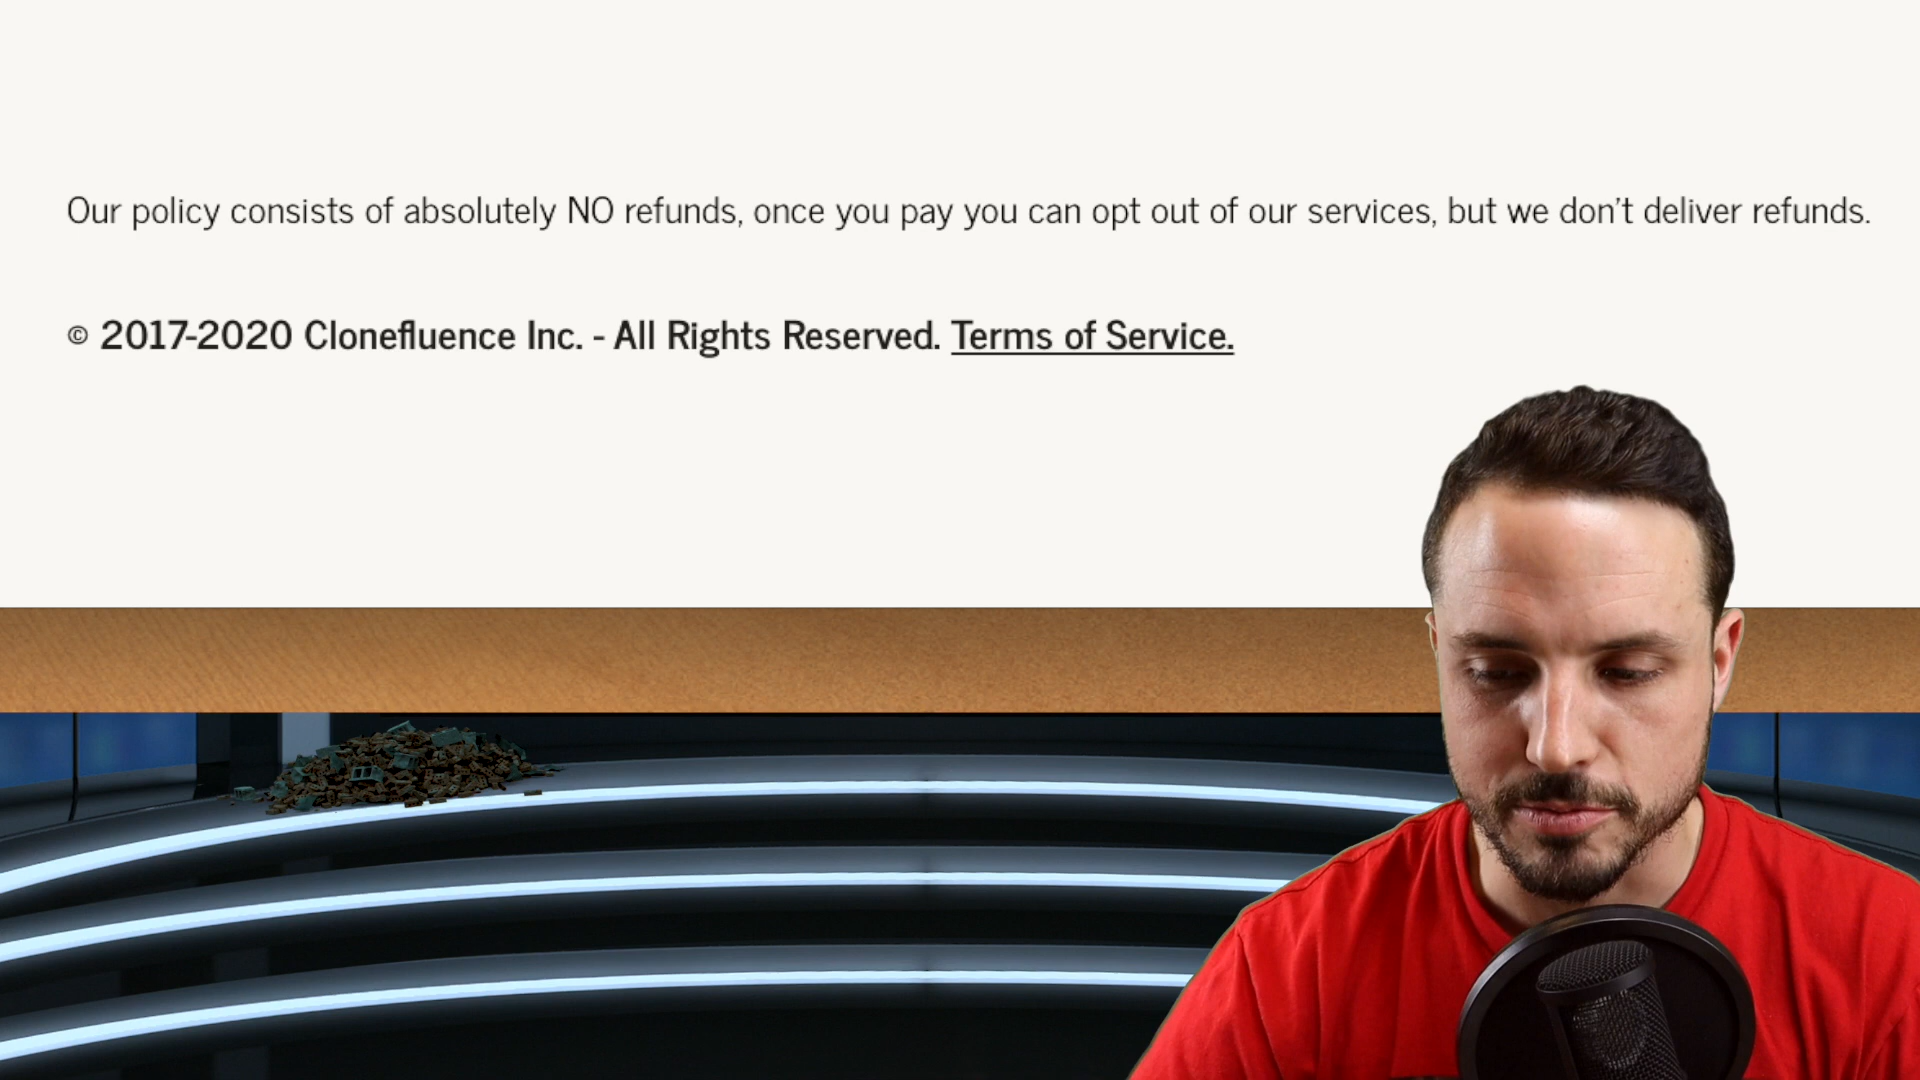 Our policy consists of absolutely NO refunds, once you pay you can opt out of our services, but we don’t deliver refunds.
© 2017-2020 Clonefluence Inc. - All Rights Reserved. Terms of Service.